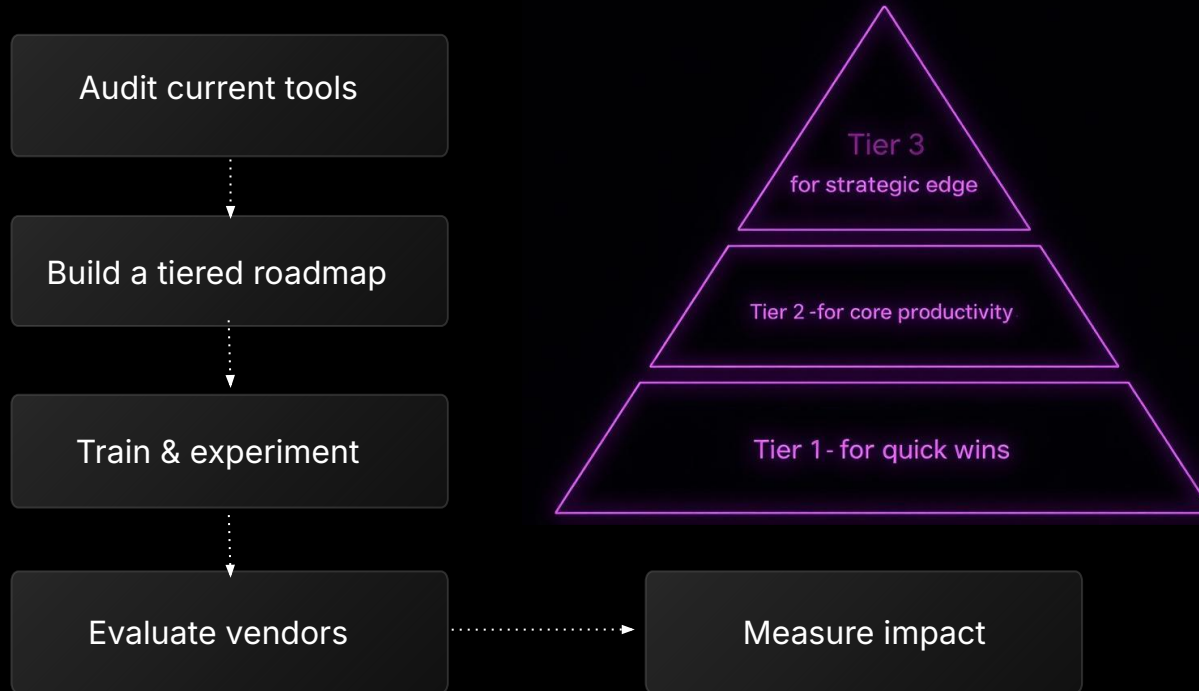 Audit current tools
Build a tiered roadmap
Train & experiment
Evaluate vendors
Measure impact
Tier 3
for strategic edge
Tier 2 -for core productivity
Tier 1- for quick wins